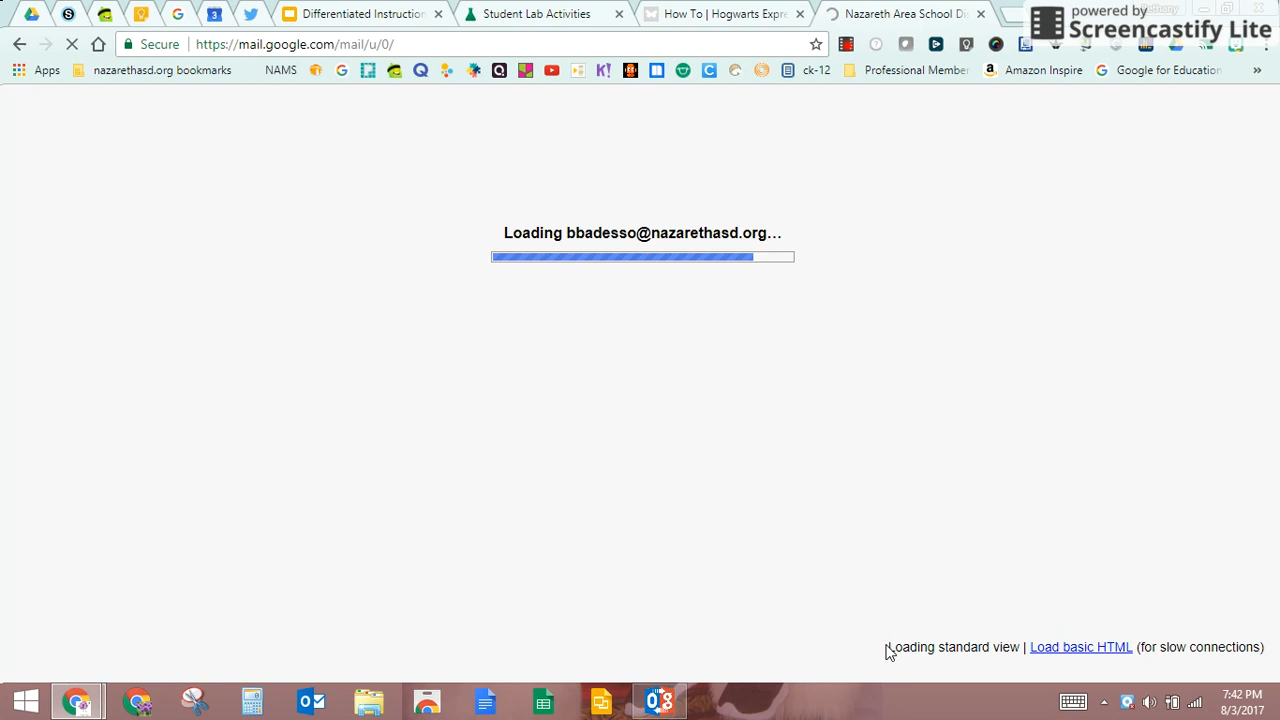 powered by
Screencastify Lite
Differentiated Instruction
Student Lab Activities
How To | Hogwarts Expre
Nazareth Area School Di
Secure
https://mail.google.com/mail/u/0/
Apps
nazarethasd.org bookmarks
NAMS
ck-12
Professional Member
Amazon Inspire
Google for Education
»
Loading bbadesso@nazarethasd.org…
Loading standard view | Load basic HTML (for slow connections)
7:42 PM
8/3/2017